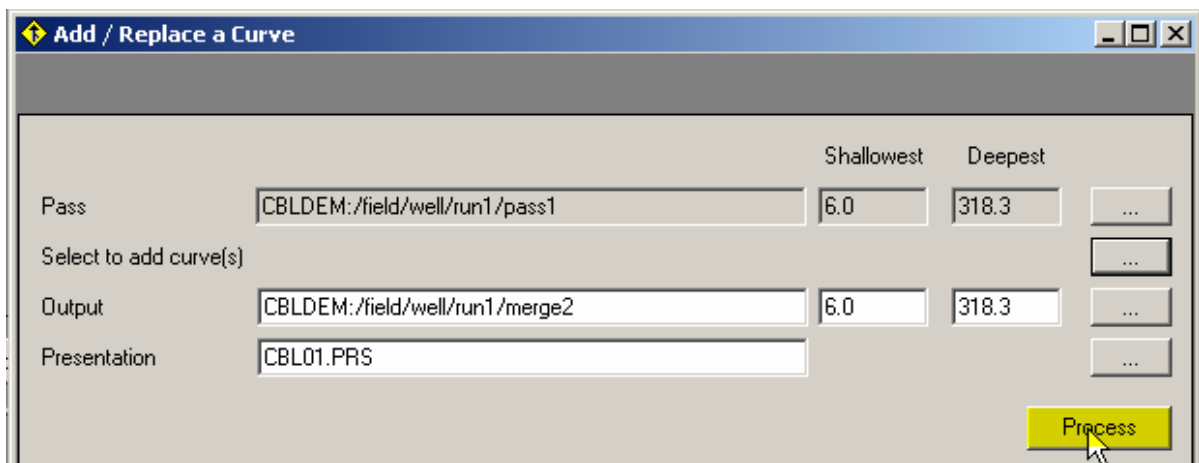 Add / Replace a Curve
Shallowest Deepest
Pass CBLDEM:/field/well/run1/pass1 6.0 318.3 ...
Select to add curve(s) ...
Output CBLDEM:/field/well/run1/merge2 6.0 318.3 ...
Presentation CBL01.PRS ...
Process